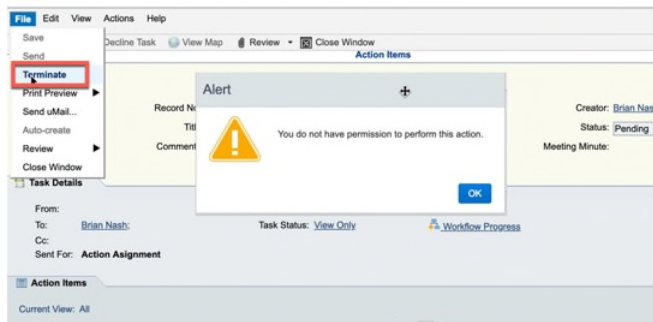 File Edit View Actions Help
Save
Decline Task View Map Review Close Window
Send
Action Items
Terminate
Alert
Print Preview
Record No
Creator: Brian Nas
Send uMail...
Auto-create
Status: Pending
You do not have permission to perform this action.
Review
Comment
Meeting Minute:
Close Window
OK
Task Details
From:
To: Brian Nash; Task Status: View Only Workflow Progress
Cc:
Sent For: Action Asignment
Action Items
Current View: All